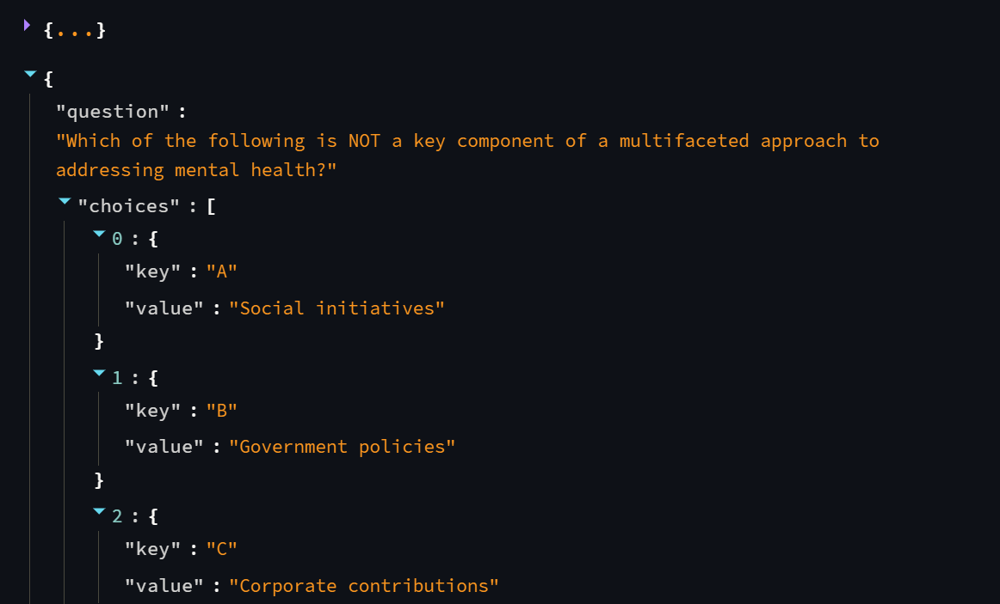 {...}
{
"question" :
"Which of the following is NOT a key component of a multifaceted approach to
addressing mental health?"
"choices" : [
0 : {
"key" : "A"
"value" : "Social initiatives"
}
1 : {
"key" : "B"
"value" : "Government policies"
}
2 : {
"key" : "C"
"value" : "Corporate contributions"